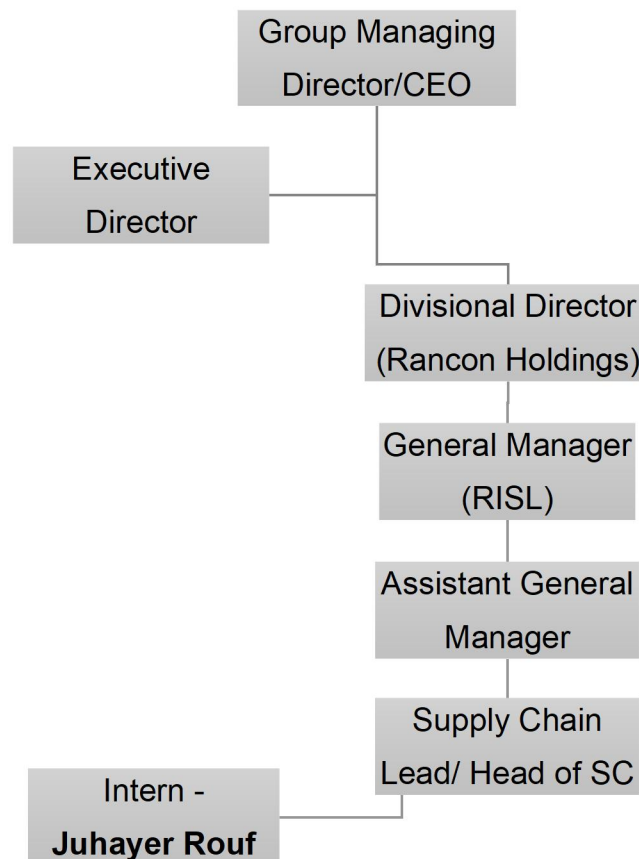 Group Managing
Director/CEO
Executive
Director
Divisional Director
(Rancon Holdings)
General Manager
(RISL)
Assistant General
Manager
Supply Chain
Lead/ Head of SC
Intern -
Juhayer Rouf